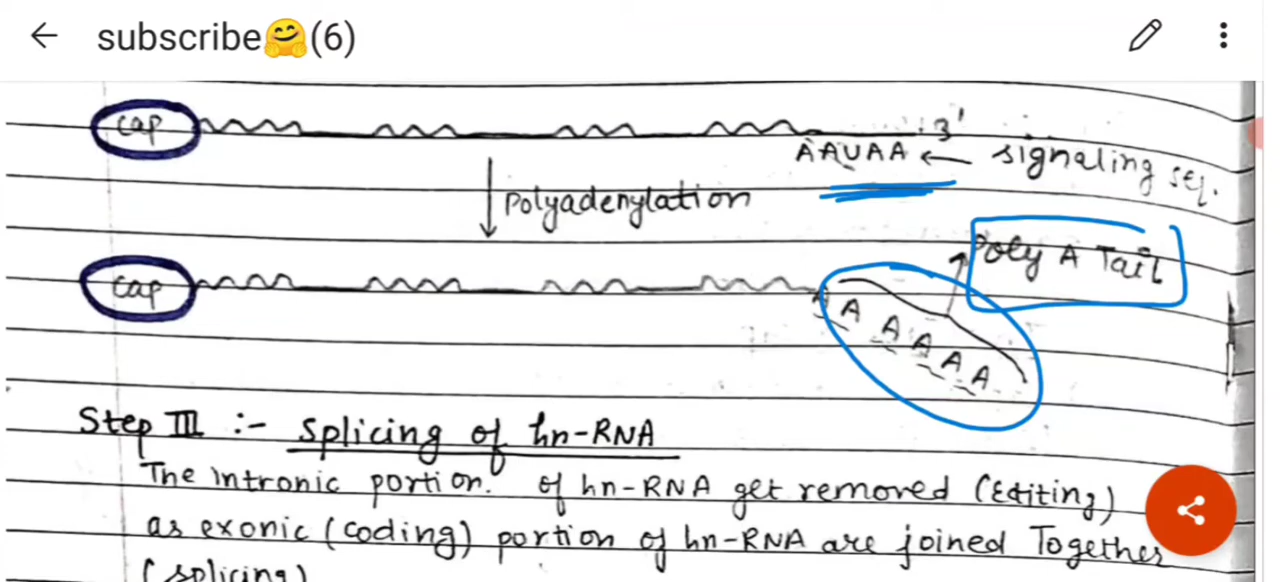 subscribe🤗(6)
cap 3'
AAUAA ← signaling seq.
Polyadenylation
Poly A Tail
cap
A A A A A
Step III :- Splicing of hn-RNA
The intronic portion. of hn-RNA get removed (Editing)
as exonic (coding) portion of hn-RNA are joined Together
(splicing)